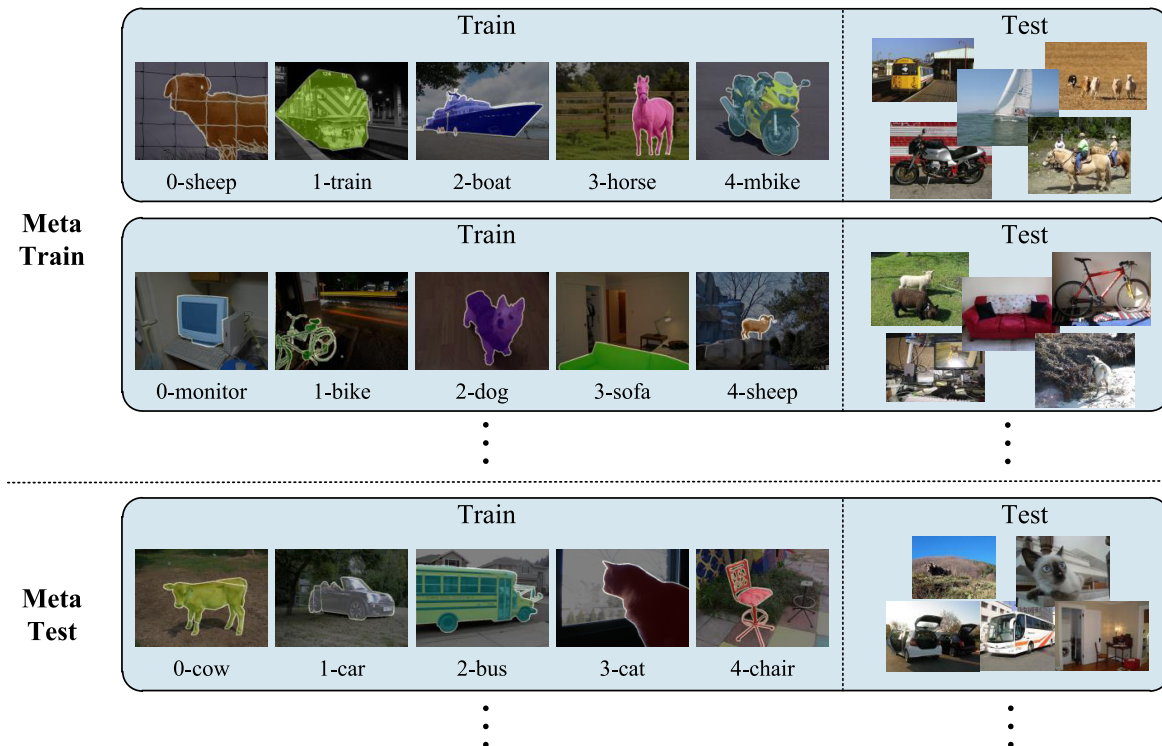 Train
Test
0-sheep
1-train
2-boat
3-horse
4-mbike
Meta
Train
Train
Test
0-monitor
1-bike
2-dog
3-sofa
4-sheep
Train
Test
Meta
Test
0-cow
1-car
2-bus
3-cat
4-chair